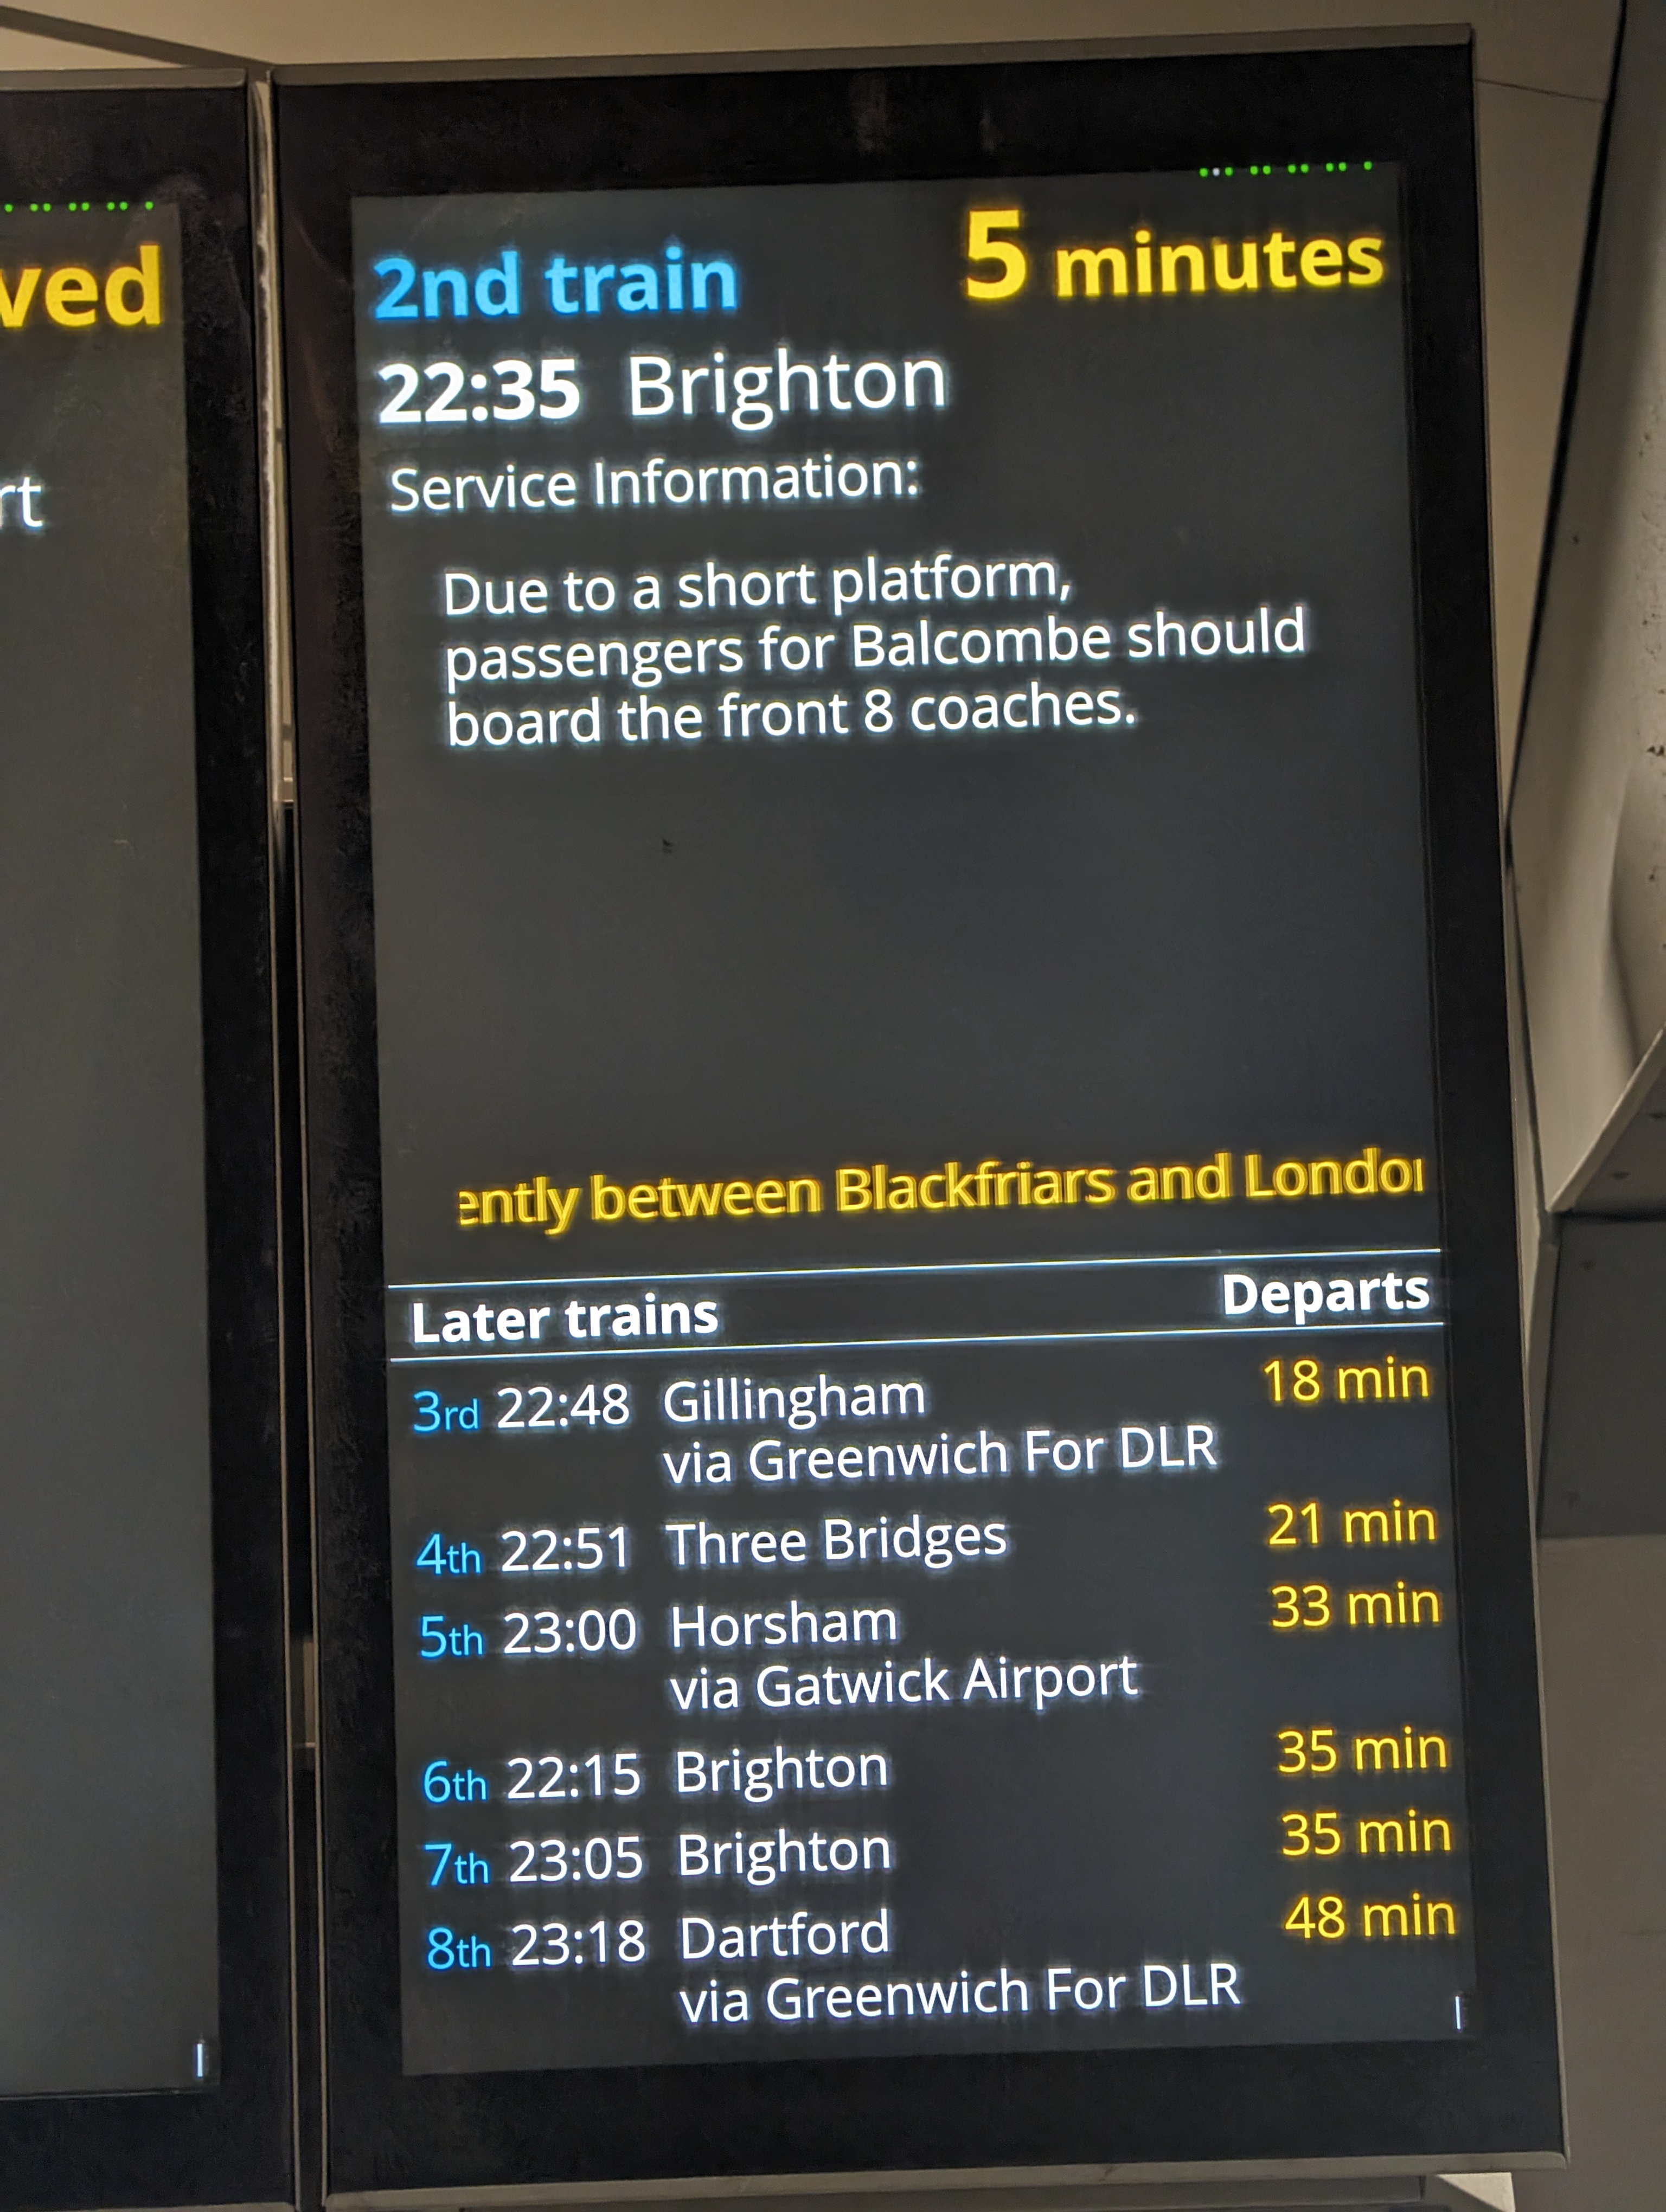 ved
rt
2nd train 5 minutes
22:35 Brighton
Service Information:
Due to a short platform,
passengers for Balcombe should
board the front 8 coaches.
ently between Blackfriars and Londo
Later trains Departs
3rd 22:48 Gillingham 18 min
via Greenwich For DLR
4th 22:51 Three Bridges 21 min
5th 23:00 Horsham 33 min
via Gatwick Airport
6th 22:15 Brighton 35 min
7th 23:05 Brighton 35 min
8th 23:18 Dartford 48 min
via Greenwich For DLR